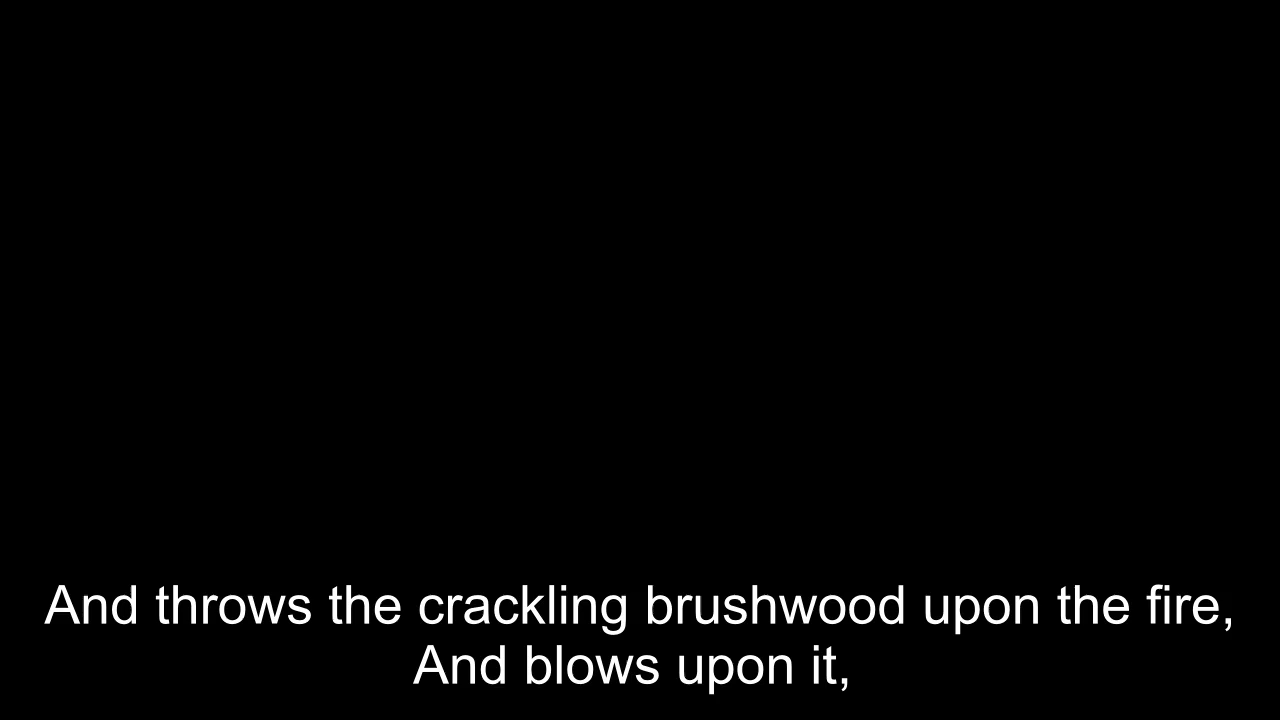 And throws the crackling brushwood upon the fire,
And blows upon it,